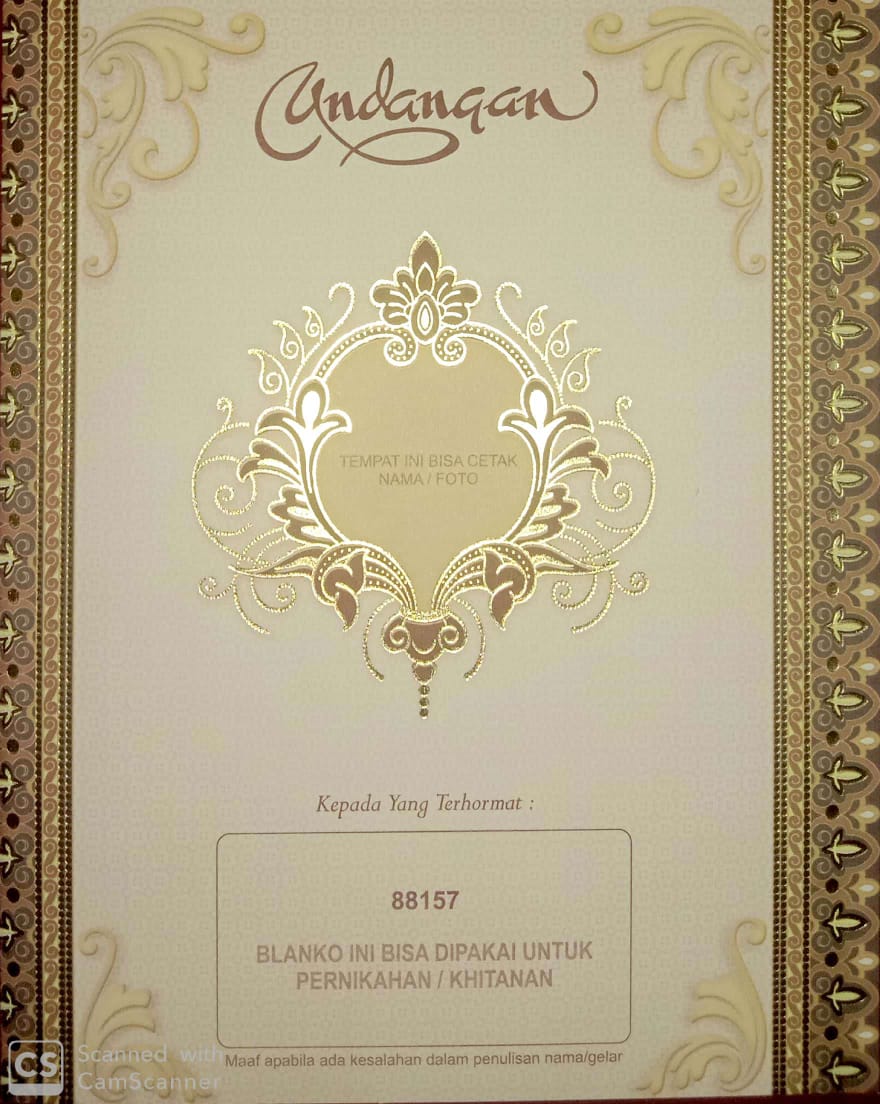 Undangan
TEMPAT INI BISA CETAK
NAMA / FOTO
Kepada Yang Terhormat :
88157
BLANKO INI BISA DIPAKAI UNTUK
PERNIKAHAN / KHITANAN
Maaf apabila ada kesalahan dalam penulisan nama/gelar
CS Scanned with
CamScanner